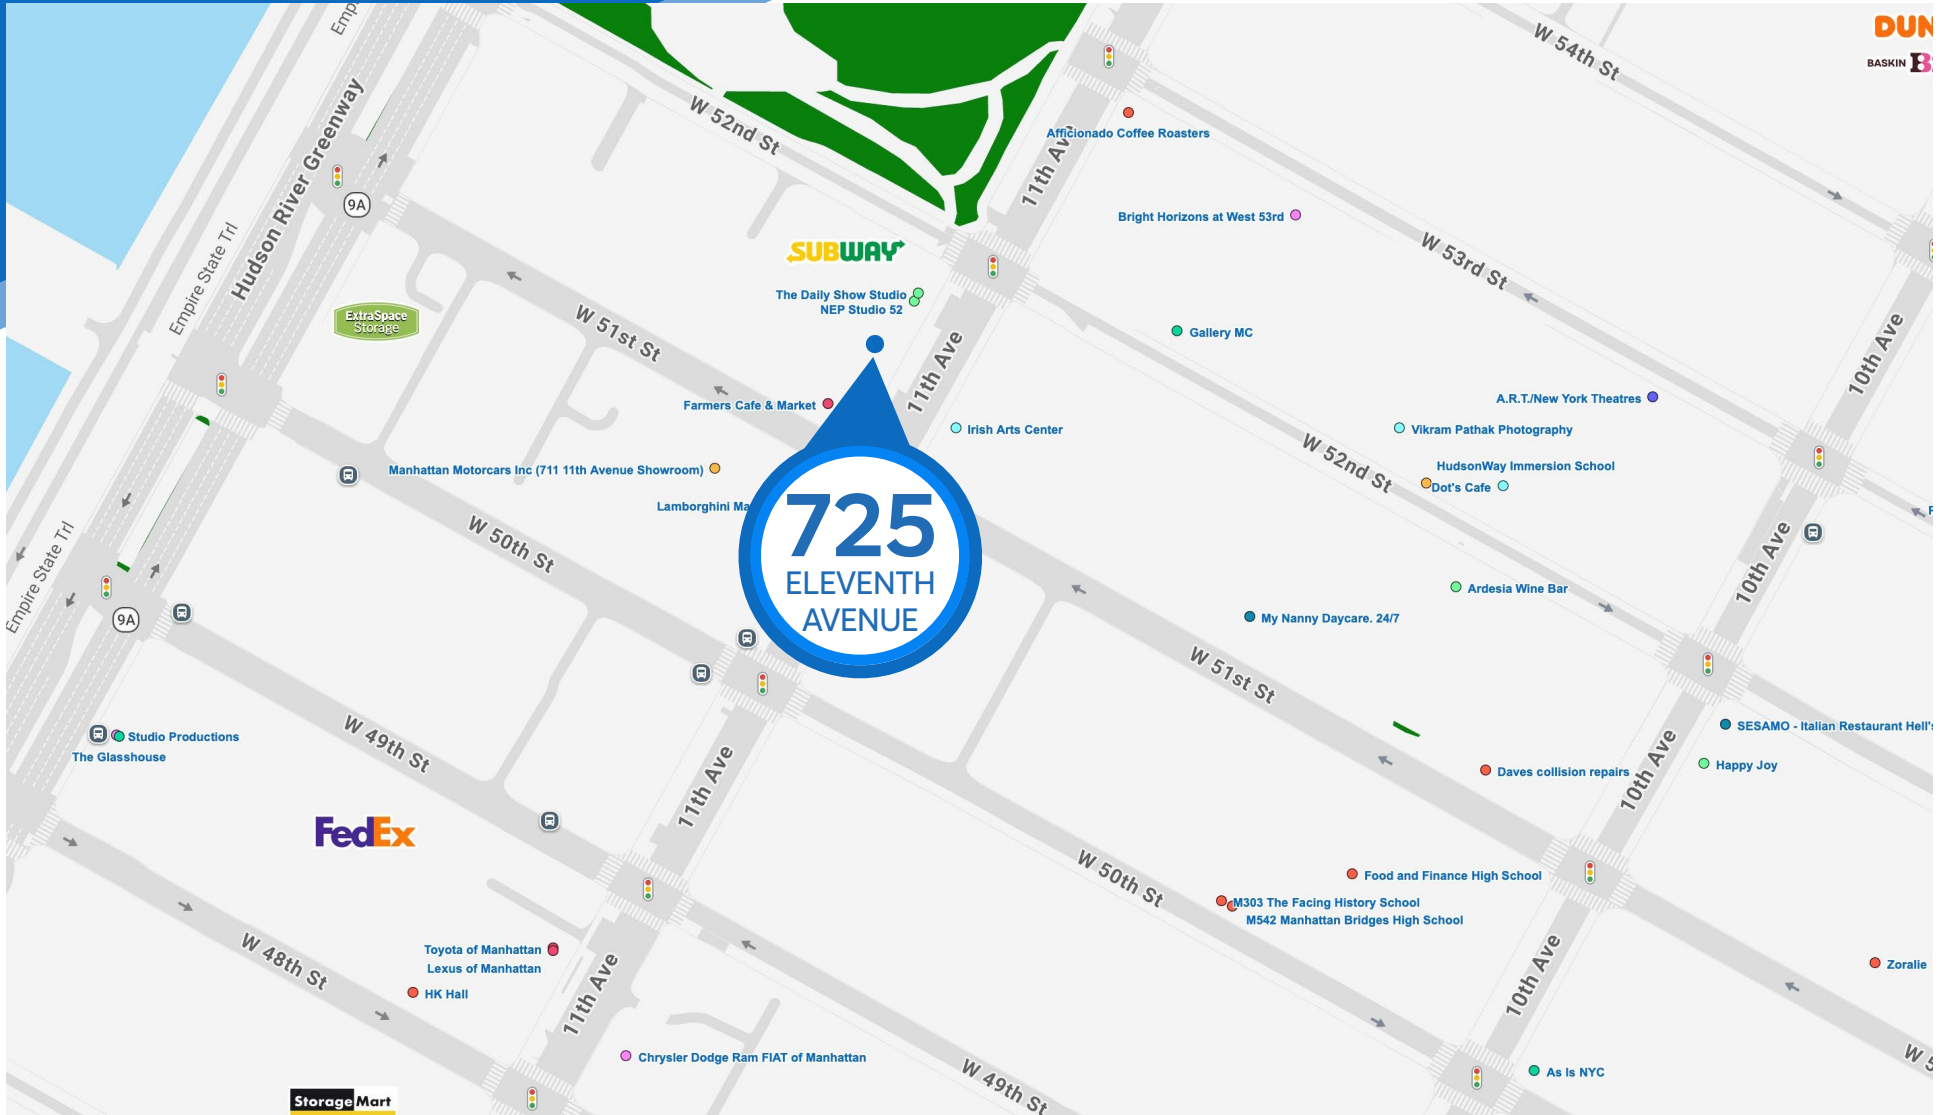 W 54th St
W 52nd St
Hudson River Greenway
11th Ave
Afficionado Coffee Roasters
9A
Bright Horizons at West 53rd
W 53rd St
Empire State Trl
SUBWAY
The Daily Show Studio
NEP Studio 52
ExtraSpace
Storage
W 51st St
Gallery MC
11th Ave
10th Ave
A.R.T./New York Theatres
Farmers Cafe & Market
Irish Arts Center
Vikram Pathak Photography
W 52nd St
Manhattan Motorcars Inc (711 11th Avenue Showroom)
HudsonWay Immersion School
Dot's Cafe
Lamborghini
725
ELEVENTH
AVENUE
W 50th St
Empire State Trl
10th Ave
Ardesia Wine Bar
9A
My Nanny Daycare. 24/7
W 51st St
SESAMO - Italian Restaurant Hell's
Studio Productions
The Glasshouse
W 49th St
11th Ave
Happy Joy
Daves collision repairs
10th Ave
FedEx
W 50th St
Food and Finance High School
M303 The Facing History School
M542 Manhattan Bridges High School
Toyota of Manhattan
Lexus of Manhattan
W 48th St
HK Hall
11th Ave
10th Ave
Zoralie
Chrysler Dodge Ram FIAT of Manhattan
W 49th St
As Is NYC
StorageMart
BASKIN